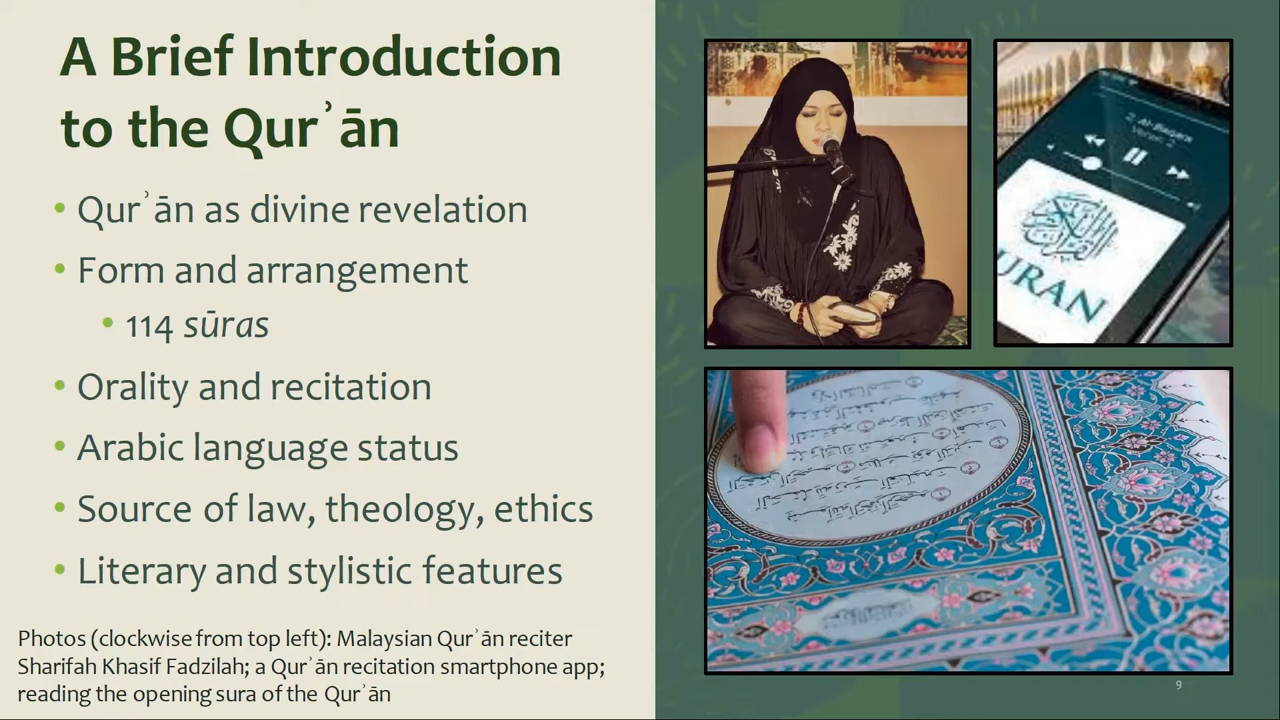 A Brief Introduction
to the Qurʾān
• Qurʾān as divine revelation
• Form and arrangement
• 114 sūras
• Orality and recitation
• Arabic language status
• Source of law, theology, ethics
• Literary and stylistic features
Photos (clockwise from top left): Malaysian Qurʾān reciter
Sharifah Khasif Fadzilah; a Qurʾān recitation smartphone app;
reading the opening sura of the Qurʾān
Al-Baqara
URAN
9